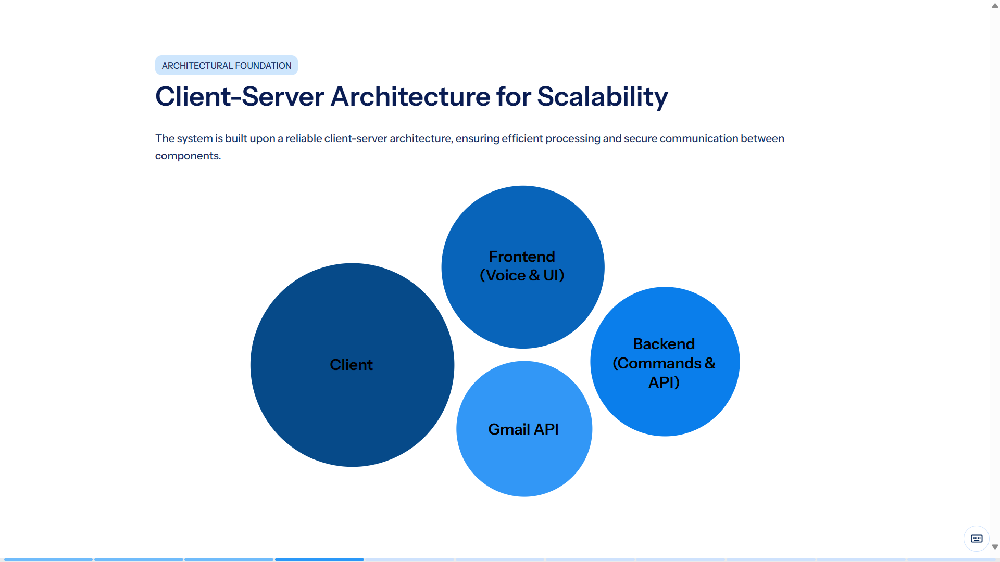 ARCHITECTURAL FOUNDATION
Client-Server Architecture for Scalability
The system is built upon a reliable client-server architecture, ensuring efficient processing and secure communication between
components.
Frontend
(Voice & UI)
Client
Backend
(Commands &
API)
Gmail API